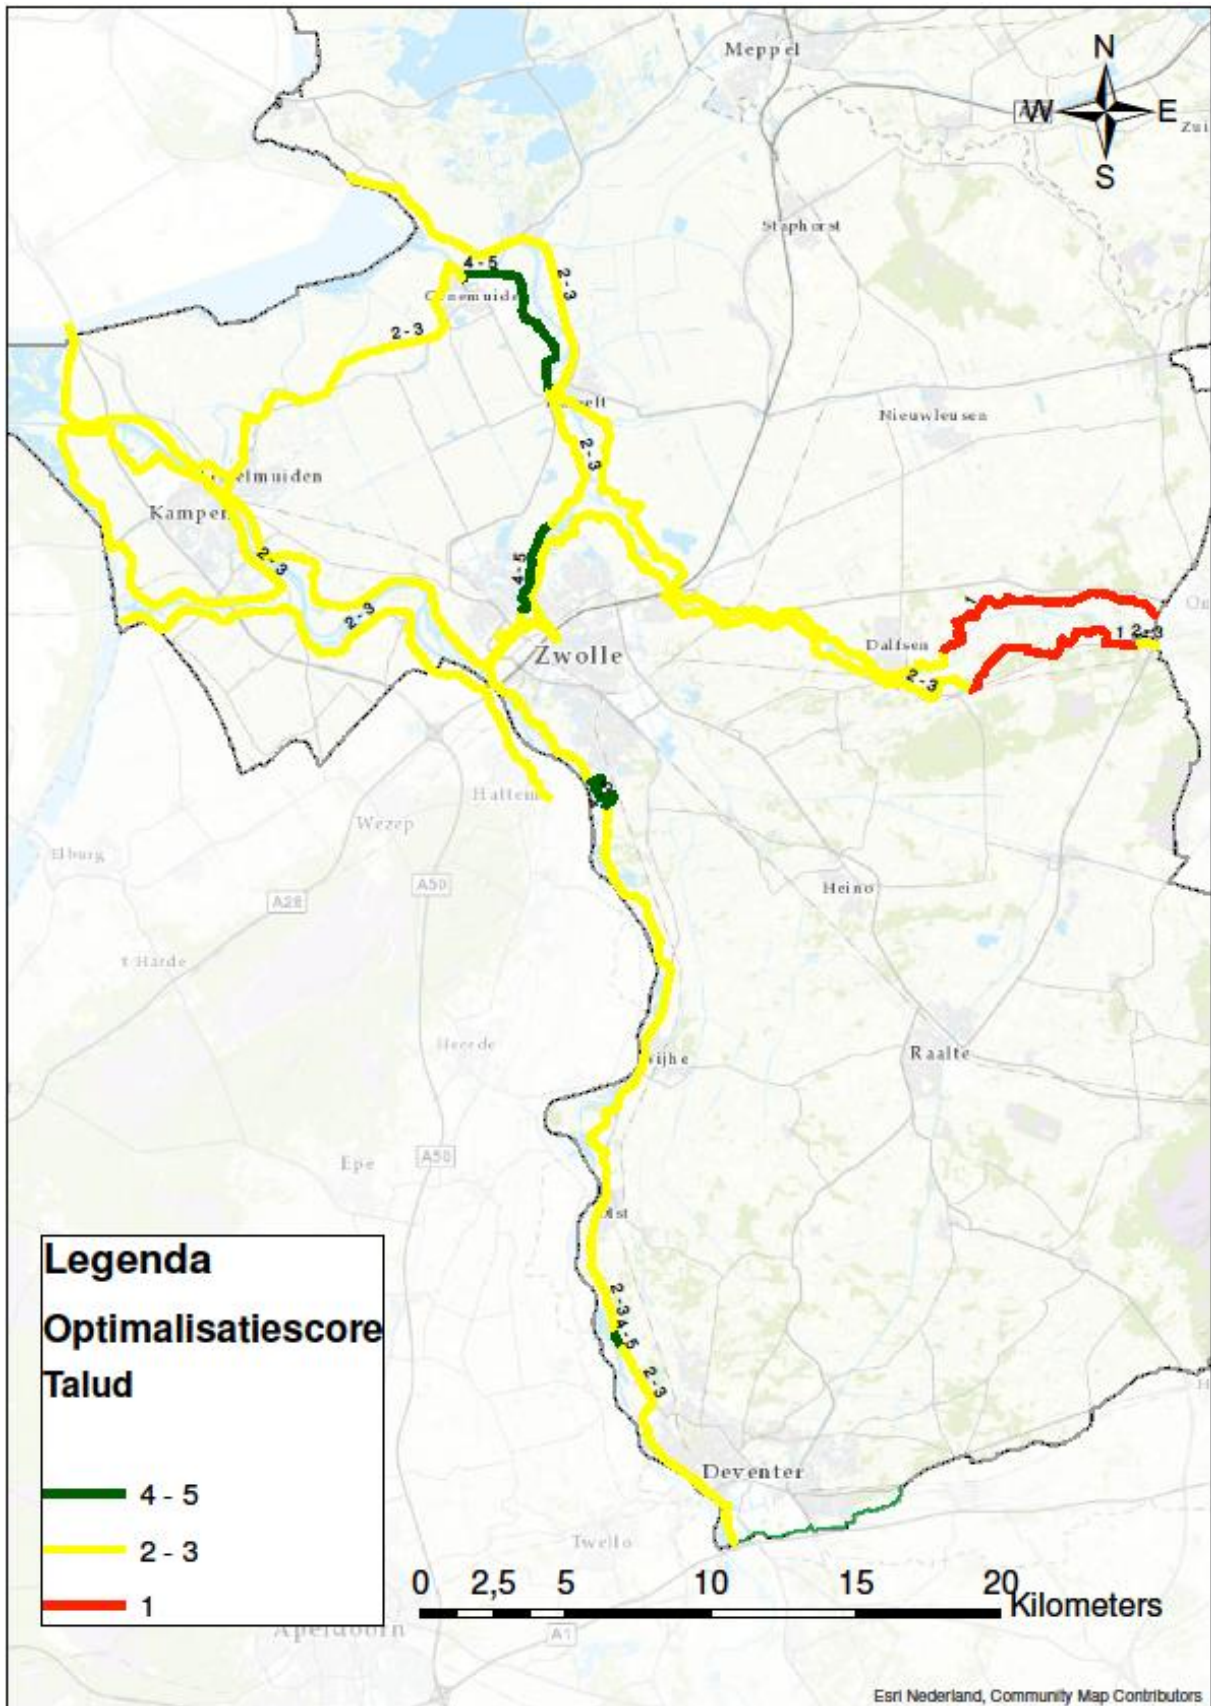 Meppel
N
W
E
S
Zui
Staphorst
4 - 5
2 - 3
2 - 3
Nieuwleusen
2 - 3
Kampen
2 - 3
4 - 5
2 - 3
1
1
2 - 3
Dalfsen
Zwolle
2 - 3
Hattem
Wezep
Elburg
A50
A28
Heino
't Harde
Heerde
Raalte
Epe
A50
2 - 3
4 - 5
2 - 3
Deventer
Twello
Apeldoorn
A1
Legenda
Optimalisatiescore
Talud
4 - 5
2 - 3
1
0 2,5 5 10 15 20
Kilometers
Esri Nederland, Community Map Contributors